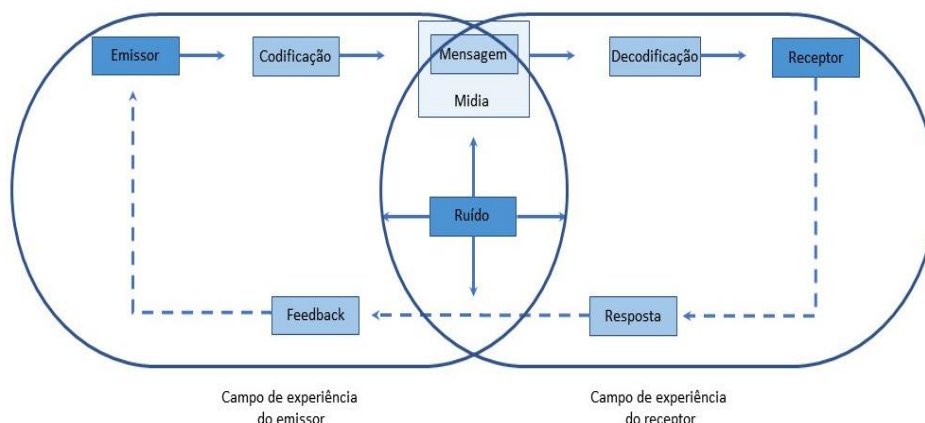 Emissor
Codificação
Mensagem
Decodificação
Receptor
Midia
Ruído
Feedback
Resposta
Campo de experiência
do emissor
Campo de experiência
do receptor